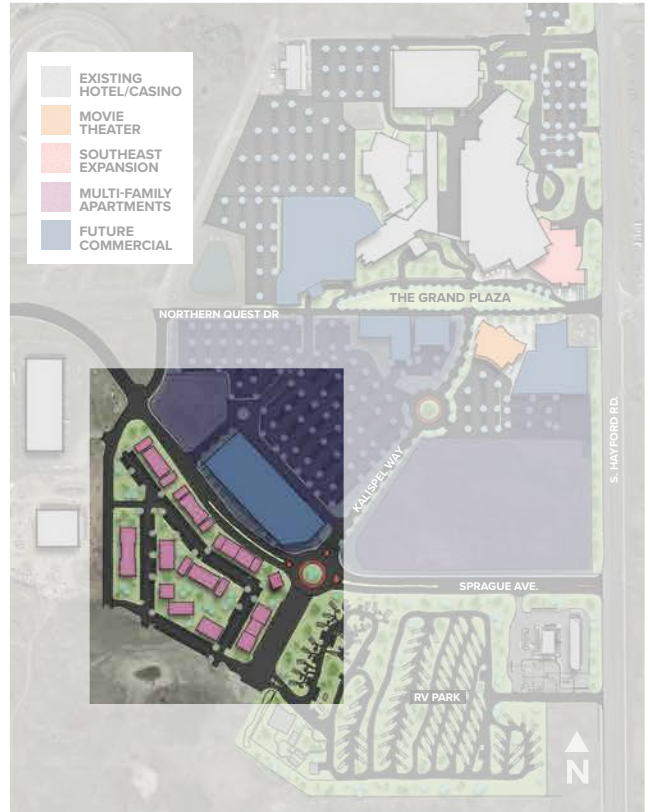 EXISTING
HOTEL/CASINO
MOVIE
THEATER
SOUTHEAST
EXPANSION
MULTI-FAMILY
APARTMENTS
FUTURE
COMMERCIAL
THE GRAND PLAZA
NORTHERN QUEST DR
S. HAYFORD RD.
KALISPEL WAY
SPRAGUE AVE.
RV PARK
N